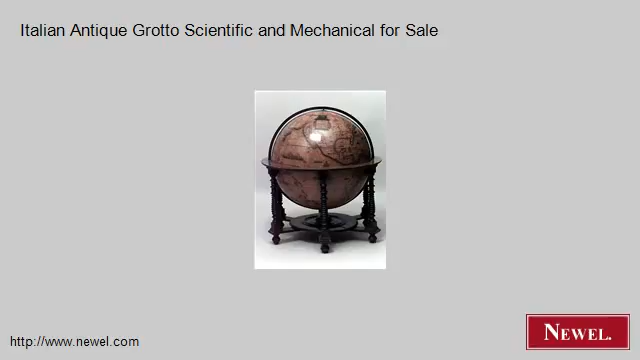 Italian Antique Grotto Scientific and Mechanical for Sale
http://www.newel.com
NEWEL.